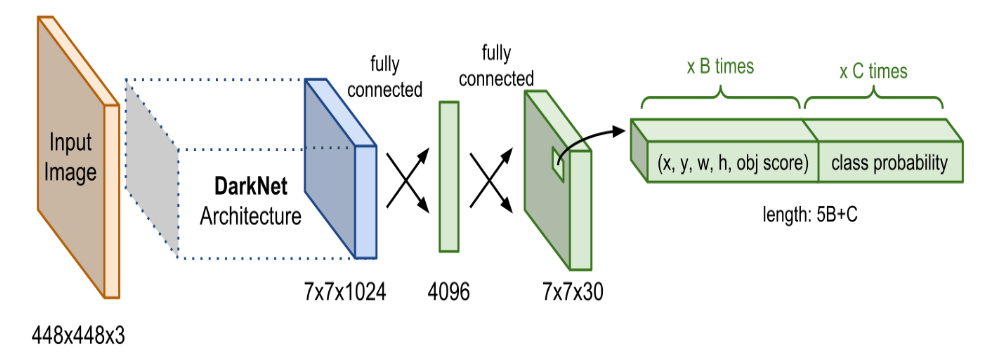 Input
Image
448x448x3
DarkNet
Architecture
7x7x1024
fully
connected
4096
fully
connected
7x7x30
x B times
x C times
(x, y, w, h, obj score)
class probability
length: 5B+C